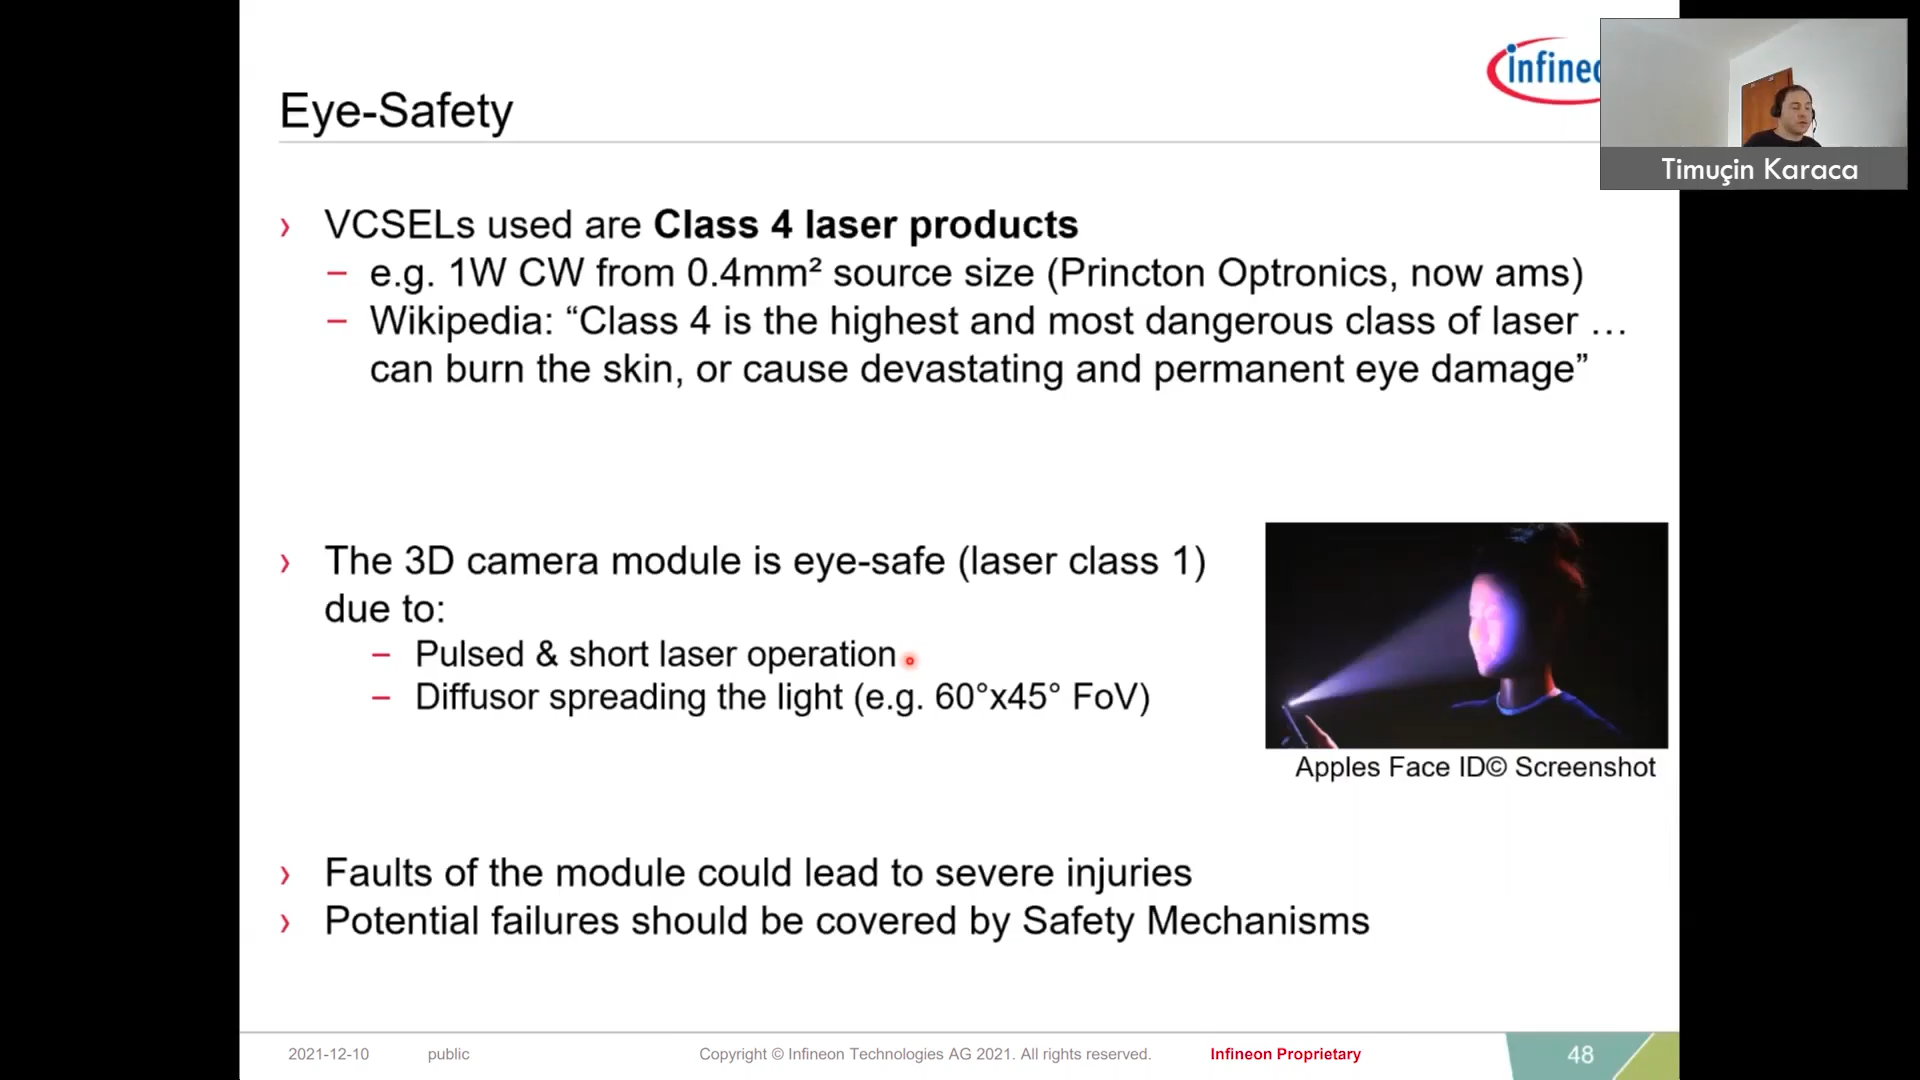 infineo
Timuçin Karaca
Eye-Safety
› VCSELs used are Class 4 laser products
– e.g. 1W CW from 0.4mm² source size (Princton Optronics, now ams)
– Wikipedia: “Class 4 is the highest and most dangerous class of laser …
can burn the skin, or cause devastating and permanent eye damage”
› The 3D camera module is eye-safe (laser class 1)
due to:
– Pulsed & short laser operation
– Diffusor spreading the light (e.g. 60°x45° FoV)
Apples Face ID© Screenshot
› Faults of the module could lead to severe injuries
› Potential failures should be covered by Safety Mechanisms
2021-12-10 public Copyright © Infineon Technologies AG 2021. All rights reserved. Infineon Proprietary 48